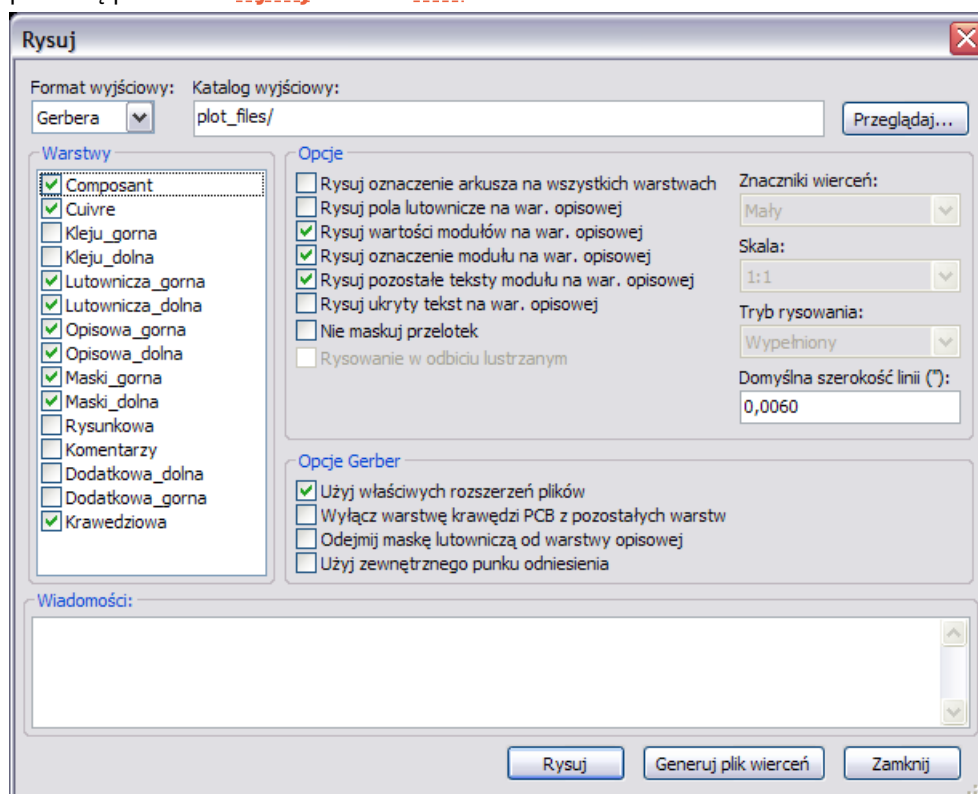 Rysuj
Format wyjściowy: Katalog wyjściowy:
Gerbera plot_files/ Przeglądaj...
Warstwy
Composant
Cuivre
Kleju_gorna
Kleju_dolna
Lutownicza_gorna
Lutownicza_dolna
Opisowa_gorna
Opisowa_dolna
Maski_gorna
Maski_dolna
Rysunkowa
Komentarzy
Dodatkowa_dolna
Dodatkowa_gorna
Krawedziowa
Opcje
Rysuj oznaczenie arkusza na wszystkich warstwach
Rysuj pola lutownicze na war. opisowej
Rysuj wartości modułów na war. opisowej
Rysuj oznaczenie modułu na war. opisowej
Rysuj pozostałe teksty modułu na war. opisowej
Rysuj ukryty tekst na war. opisowej
Nie maskuj przelotek
Rysowanie w odbiciu lustrzanym
Znaczniki wierceń:
Mały
Skala:
1:1
Tryb rysowania:
Wypełniony
Domyślna szerokość linii ("):
0,0060
Opcje Gerber
Użyj właściwych rozszerzeń plików
Wyłącz warstwę krawędzi PCB z pozostałych warstw
Odejmij maskę lutowniczą od warstwy opisowej
Użyj zewnętrznego punku odniesienia
Wiadomości:
Rysuj Generuj plik wierceń Zamknij